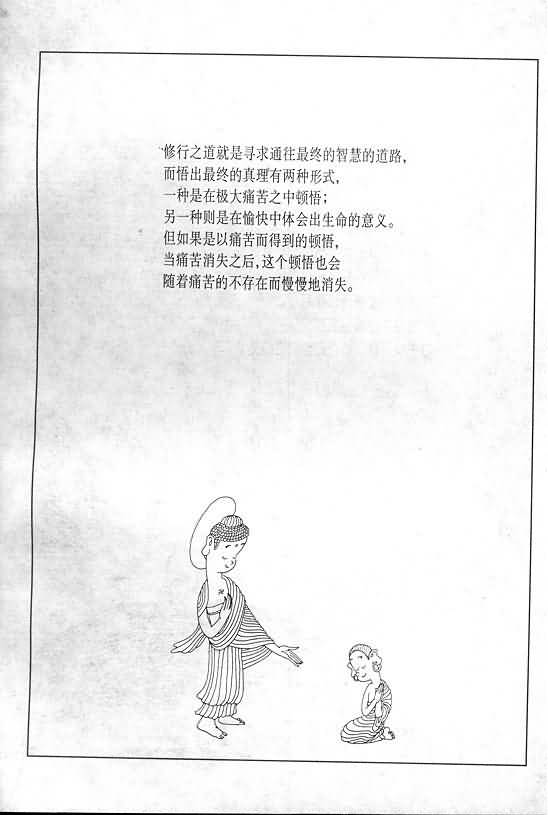 修行之道就是寻求通往最终的智慧的道路，
而悟出最终的真理有两种形式，
一种是在极大痛苦之中顿悟；
另一种则是在愉快中体会出生命的意义。
但如果是以痛苦而得到的顿悟，
当痛苦消失之后，这个顿悟也会
随着痛苦的不存在而慢慢地消失。